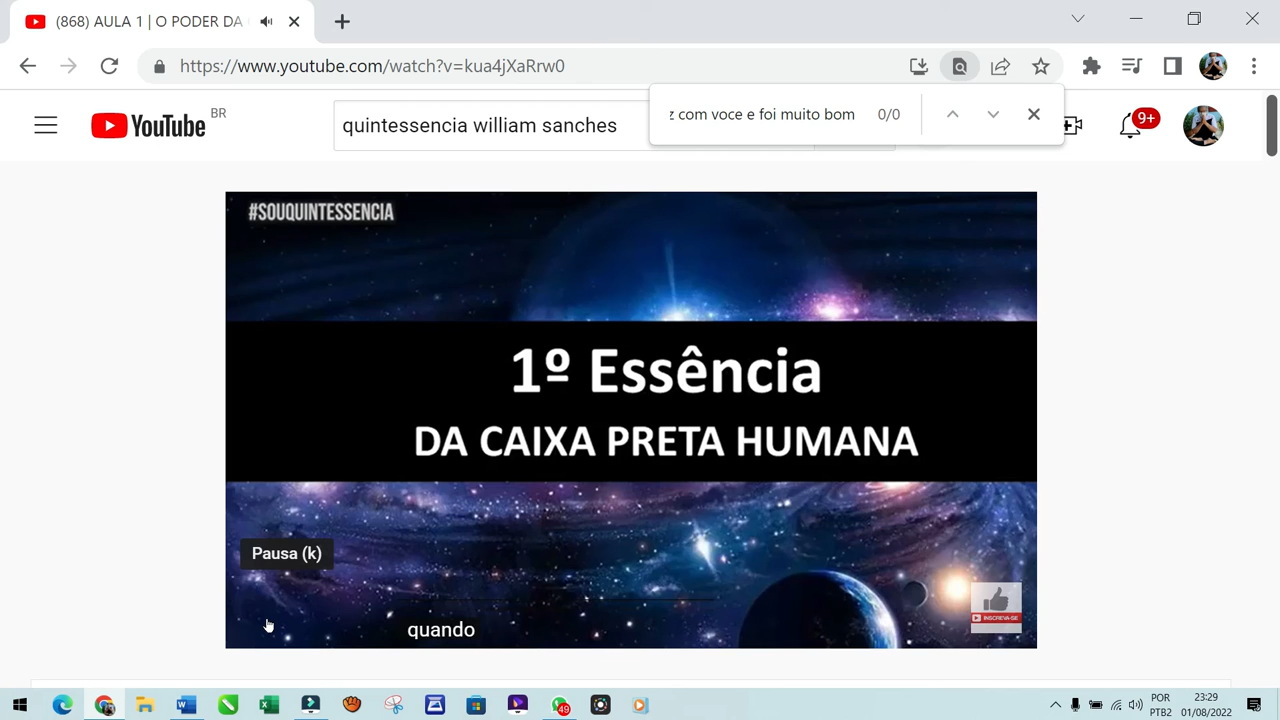 (868) AULA 1 | O PODER DA
https://www.youtube.com/watch?v=kua4jXaRrw0
z com voce e foi muito bom 0/0
YouTube BR
quintessencia william sanches
9+
#SOUQUINTESSENCIA
1º Essência
DA CAIXA PRETA HUMANA
Pausa (k)
INSCREVA-SE
quando
49
POR
PTB2
23:29
01/08/2022